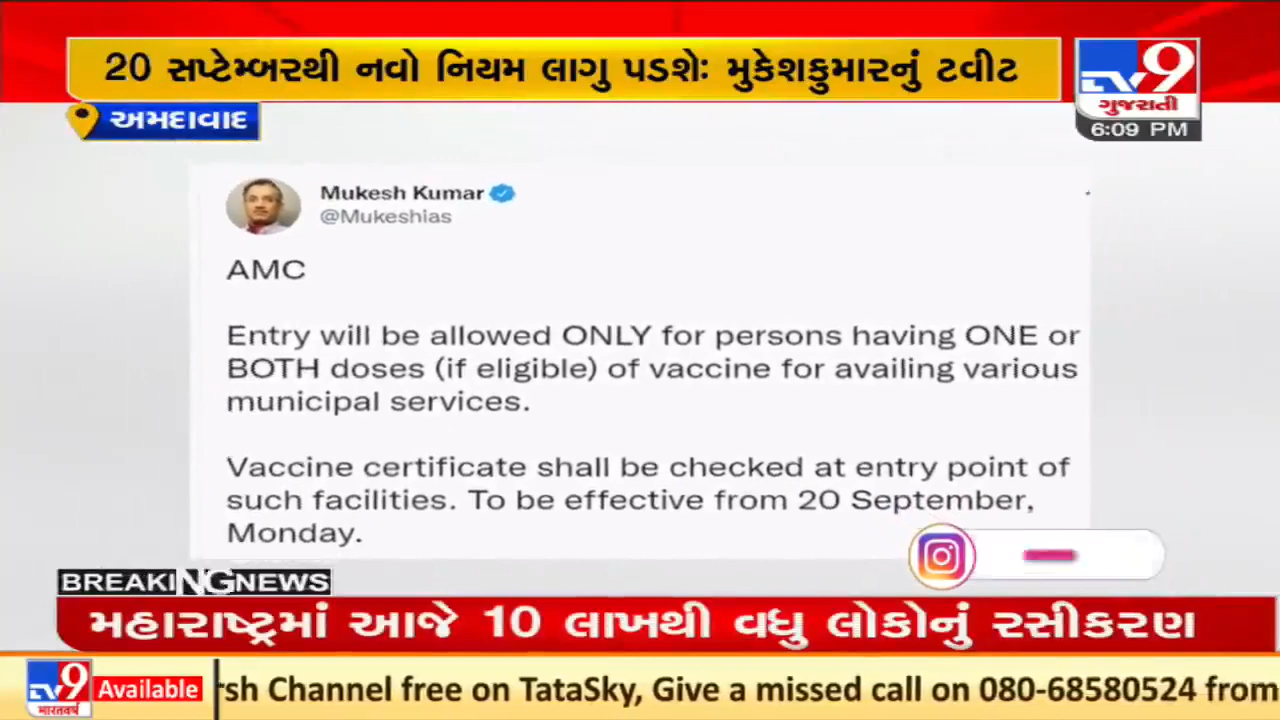 20 સપ્ટેમ્બરથી નવો નિયમ લાગુ પડશેઃ મુકેશકુમારનું ટવીટ
TV9
ગુજરાતી
6:09 PM
અમદાવાદ
Mukesh Kumar
@Mukeshias
AMC
Entry will be allowed ONLY for persons having ONE or
BOTH doses (if eligible) of vaccine for availing various
municipal services.
Vaccine certificate shall be checked at entry point of
such facilities. To be effective from 20 September,
Monday.
BREAKING NEWS
મહારાષ્ટ્રમાં આજે 10 લાખથી વધુ લોકોનું રસીકરણ
TV9
भारतवर्ष
Available
rsh Channel free on TataSky, Give a missed call on 080-68580524 from